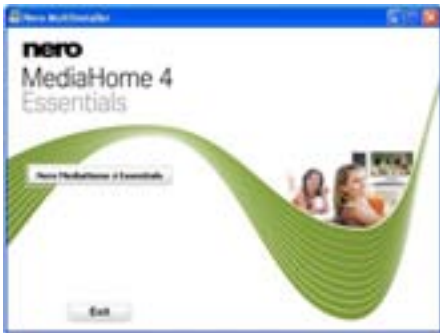 Nero MultiInstaller
nero
MediaHome 4
Essentials
Nero MediaHome 4 Essentials
Exit